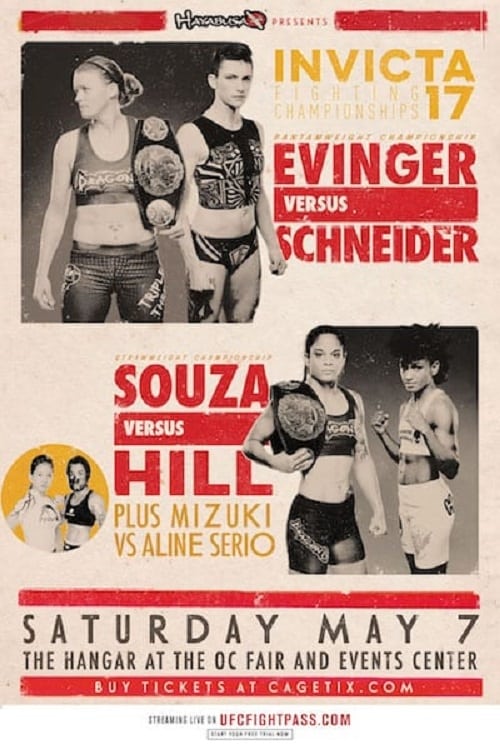 HAYABUSA PRESENTS
INVICTA
FIGHTING
CHAMPIONSHIPS 17
BANTAMWEIGHT CHAMPIONSHIP
EVINGER
VERSUS
SCHNEIDER
DRAGON
TRIPLE
STRAWWEIGHT CHAMPIONSHIP
SOUZA
VERSUS
HILL
PLUS MIZUKI
VS ALINE SERIO
SATURDAY MAY 7
THE HANGAR AT THE OC FAIR AND EVENTS CENTER
BUY TICKETS AT CAGETIX.COM
STREAMING LIVE ON UFCFIGHTPASS.COM
START YOUR FREE TRIAL NOW